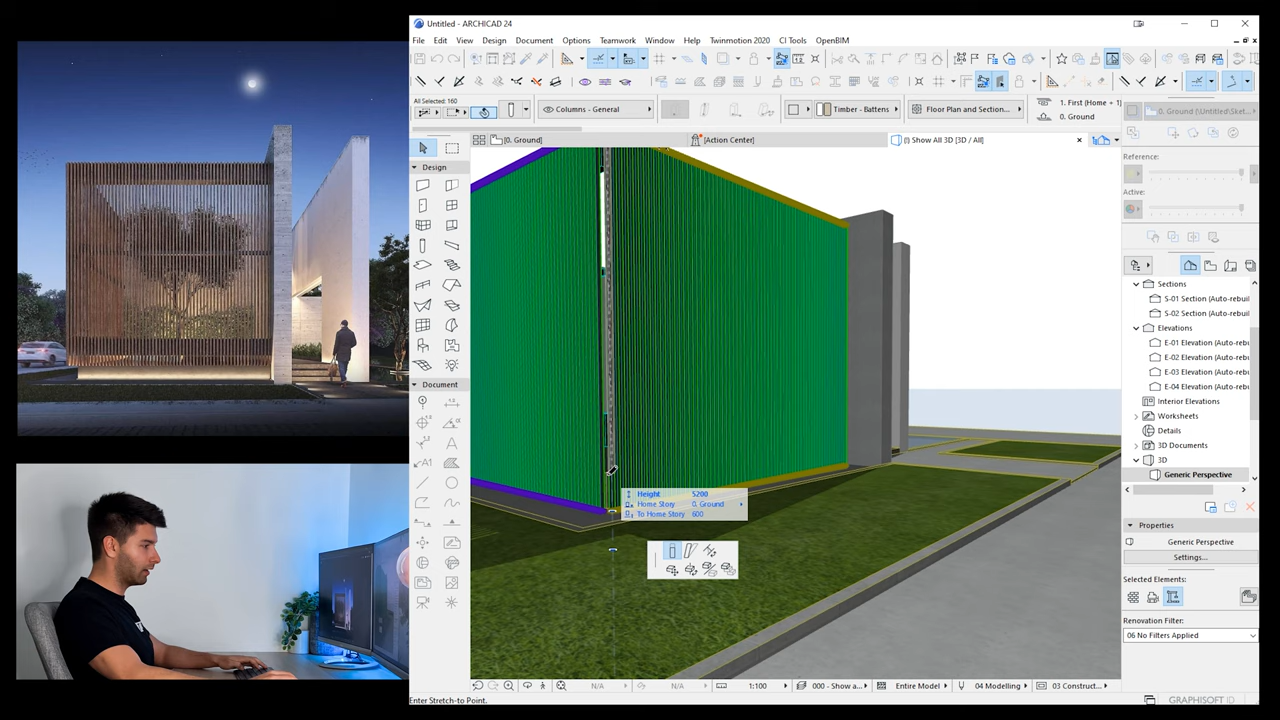 Untitled - ARCHICAD 24
File Edit View Design Document Options Teamwork Window Help Twinmotion 2020 CI Tools OpenBIM
All Selected: 160
Columns - General
Timber - Battens
Floor Plan and Section...
1. First (Home + 1)
0. Ground
0. Ground (\Untitled\Sket...
[0. Ground]
[Action Center]
(!) Show All 3D [3D / All]
Reference:
Active:
Design
Document
Sections
S-01 Section (Auto-rebuil
S-02 Section (Auto-rebuil
Elevations
E-01 Elevation (Auto-rebu
E-02 Elevation (Auto-rebu
E-03 Elevation (Auto-rebu
E-04 Elevation (Auto-rebu
Interior Elevations
Worksheets
Details
3D Documents
3D
Generic Perspective
Height 5200
Home Story 0. Ground
To Home Story 600
Properties
Generic Perspective
Settings...
Selected Elements:
Renovation Filter:
06 No Filters Applied
N/A
N/A
1:100
000 - Show a...
Entire Model
04 Modelling
03 Construct...
Enter Stretch-to Point.
GRAPHISOFT ID